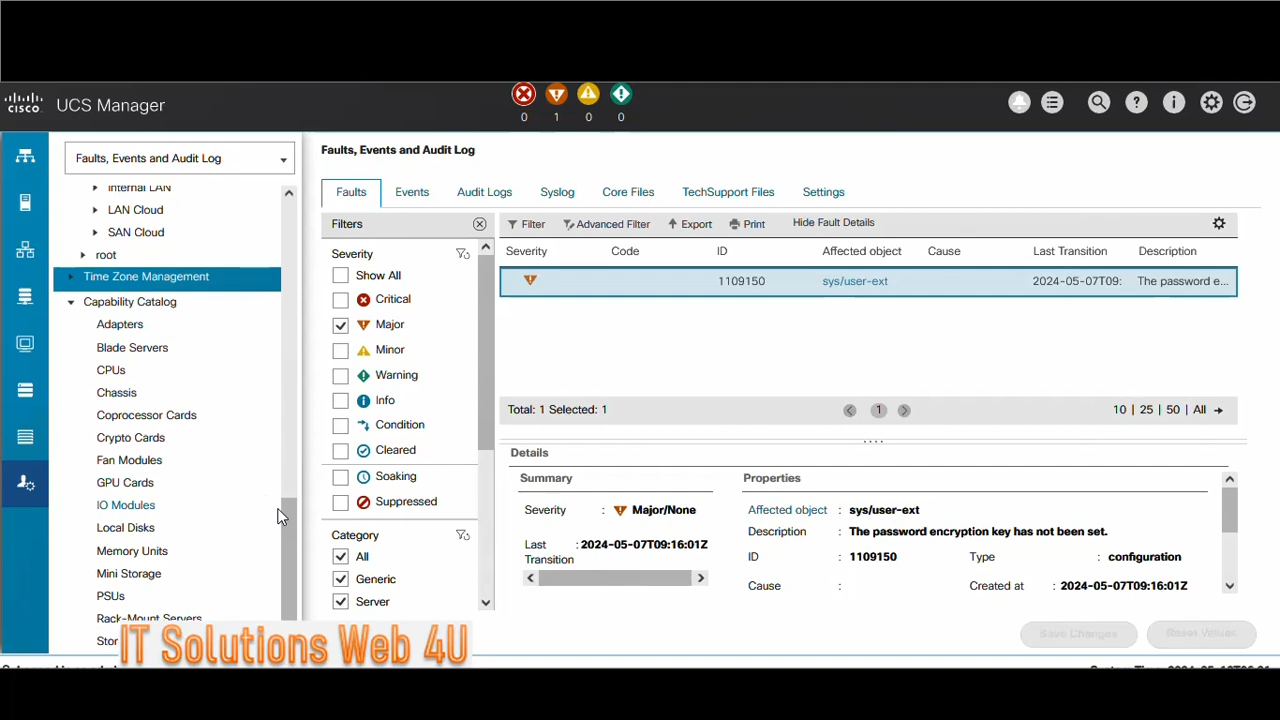 CISCO
UCS Manager
0
1
0
0
Faults, Events and Audit Log
Internal LAN
LAN Cloud
SAN Cloud
root
Time Zone Management
Capability Catalog
Adapters
Blade Servers
CPUs
Chassis
Coprocessor Cards
Crypto Cards
Fan Modules
GPU Cards
IO Modules
Local Disks
Memory Units
Mini Storage
PSUs
Rack-Mount Servers
Stor
Faults, Events and Audit Log
Faults
Events
Audit Logs
Syslog
Core Files
TechSupport Files
Settings
Filters
Severity
Show All
Critical
Major
Minor
Warning
Info
Condition
Cleared
Soaking
Suppressed
Category
All
Generic
Server
Filter
Advanced Filter
Export
Print
Hide Fault Details
Severity
Code
ID
Affected object
Cause
Last Transition
Description
1109150
sys/user-ext
2024-05-07T09:
The password e...
Total: 1 Selected: 1
1
10 | 25 | 50 | All
Details
Summary
Severity : Major/None
Last Transition : 2024-05-07T09:16:01Z
Properties
Affected object : sys/user-ext
Description : The password encryption key has not been set.
ID : 1109150
Type : configuration
Cause :
Created at : 2024-05-07T09:16:01Z
Save Changes
Reset Values
IT Solutions Web 4U